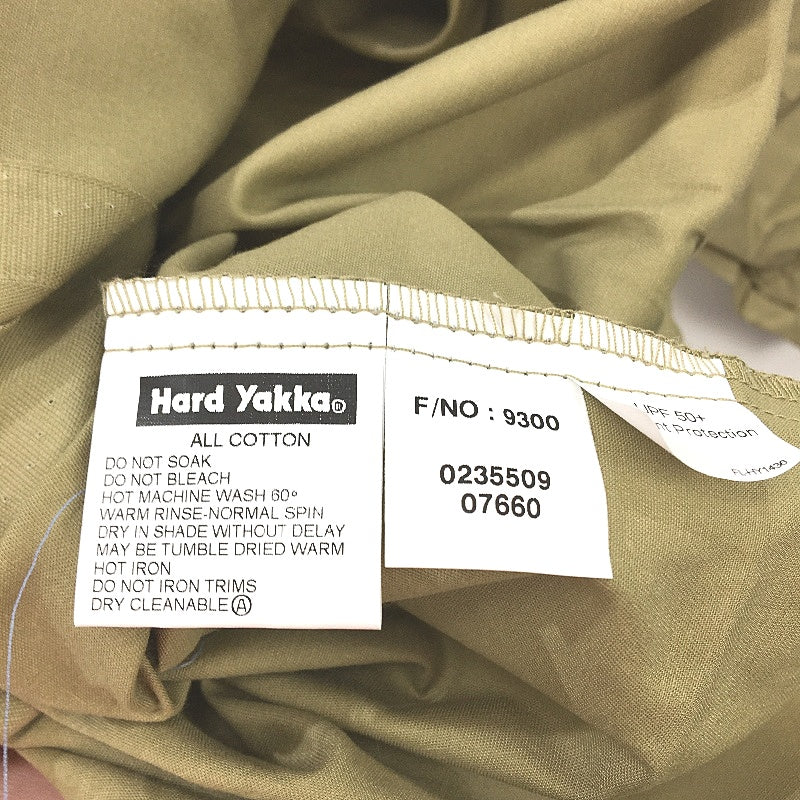 Hard Yakka®
ALL COTTON
DO NOT SOAK
DO NOT BLEACH
HOT MACHINE WASH 60°
WARM RINSE-NORMAL SPIN
DRY IN SHADE WITHOUT DELAY
MAY BE TUMBLE DRIED WARM
HOT IRON
DO NOT IRON TRIMS
DRY CLEANABLE Ⓐ
F/NO : 9300
0235509
07660
UPF 50+
Protection